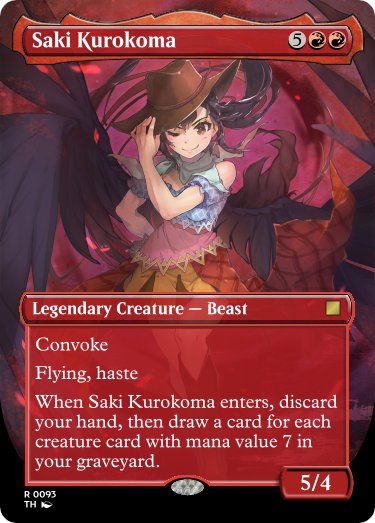 Saki Kurokoma
5
Legendary Creature — Beast
Convoke
Flying, haste
When Saki Kurokoma enters, discard
your hand, then draw a card for each
creature card with mana value 7 in
your graveyard.
5/4
R 0093
TH